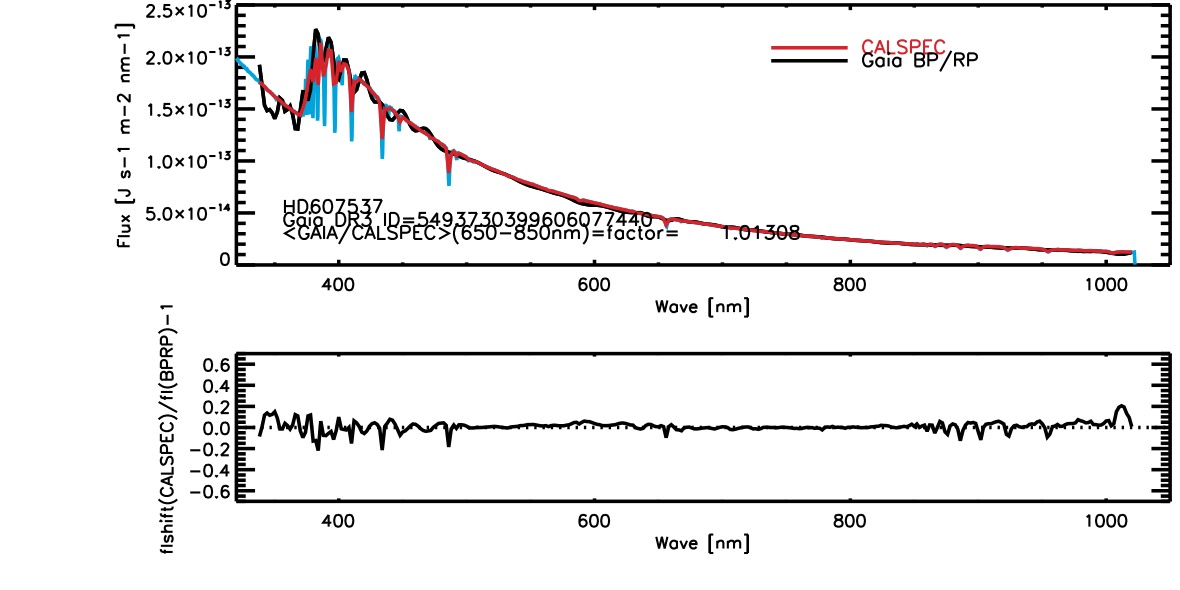 2.5×10−13
2.0×10−13
1.5×10−13
1.0×10−13
5.0×10−14
0
Flux [J s−1 m−2 nm−1]
CALSPEC
Gaia BP/RP
HD607537
Gaia DR3 ID=5493730399606077440
<GAIA/CALSPEC>(650−850nm)=factor= 1.01308
400 600 800 1000
Wave [nm]
flshift(CALSPEC)/fl(BPRP)−1
0.6
0.4
0.2
0.0
−0.2
−0.4
−0.6
400 600 800 1000
Wave [nm]